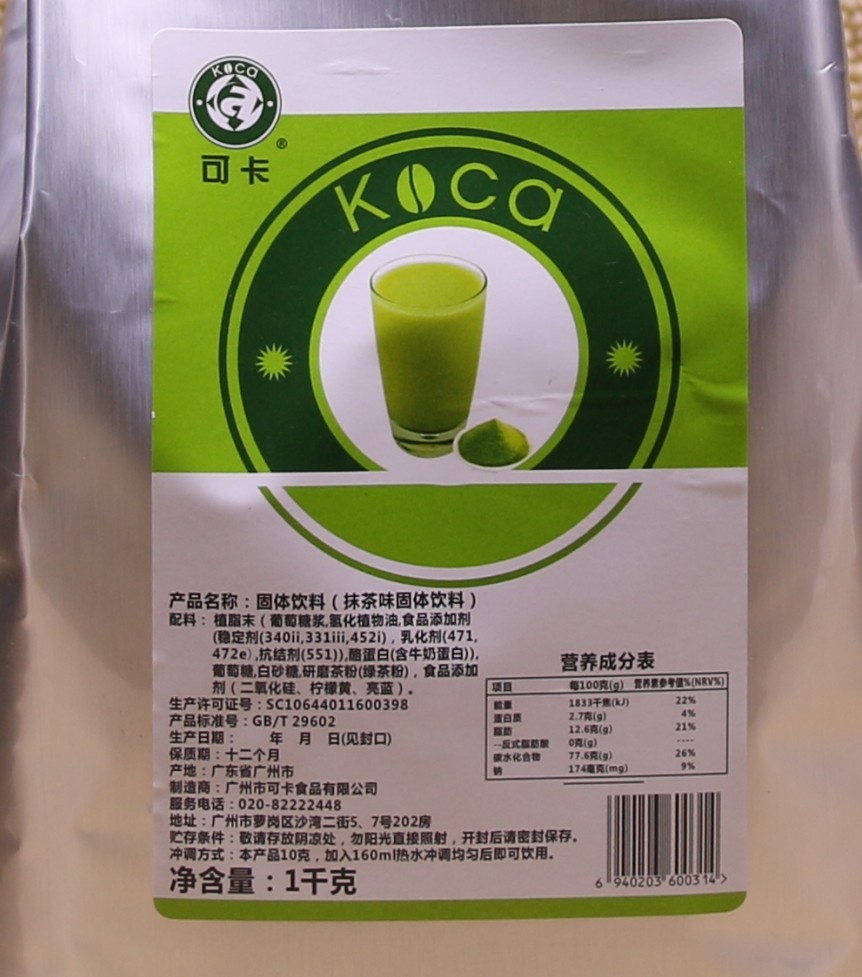 KOCa
®
可卡
KOCa
产品名称：固体饮料（抹茶味固体饮料）
配料：植脂末（葡萄糖浆,氢化植物油,食品添加剂
(稳定剂(340ii,331iii,452i)，乳化剂(471,
472e),抗结剂(551)),酪蛋白(含牛奶蛋白)),
葡萄糖,白砂糖,研磨茶粉(绿茶粉)，食品添加
剂（二氧化硅、柠檬黄、亮蓝）。
生产许可证号：SC10644011600398
产品标准号：GB/T 29602
生产日期：　　年　月　日(见封口)
保质期：十二个月
产地：广东省广州市
制造商：广州市可卡食品有限公司
服务电话：020-82222448
地址：广州市萝岗区沙湾二街5、7号202房
贮存条件：敬请存放阴凉处，勿阳光直接照射，开封后请密封保存。
冲调方式：本产品10克，加入160ml热水冲调均匀后即可饮用。
净含量：1千克
营养成分表
项目 每100克(g) 营养素参考值%(NRV%)
能量 1833千焦(kJ) 22%
蛋白质 2.7克(g) 4%
脂肪 12.6克(g) 21%
--反式脂肪酸 0克(g) ----
碳水化合物 77.6克(g) 26%
钠 174毫克(mg) 9%
6 940203 600314 >